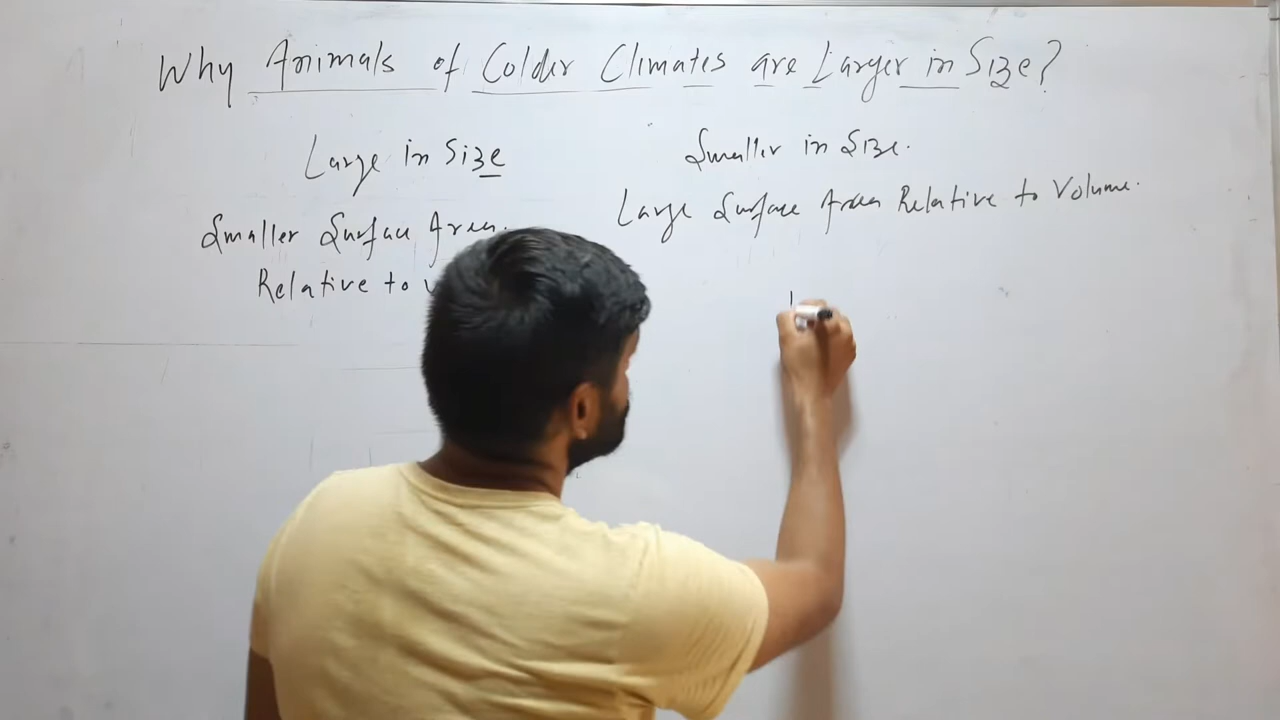 Why Animals of Colder Climates are Larger in Size?
Large in Size
Smaller Surface Area.
Relative to
Smaller in Size.
Large Surface Area Relative to Volume.